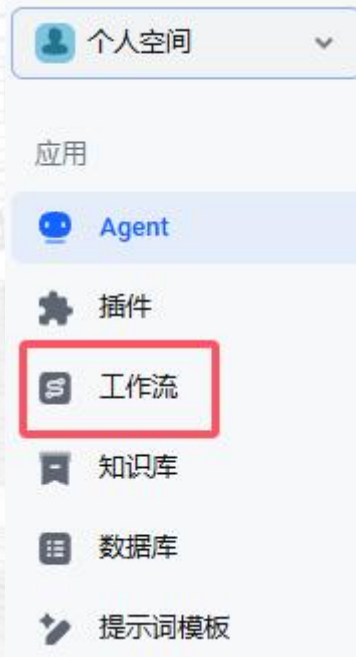 个人空间
应用
Agent
插件
工作流
知识库
数据库
提示词模板